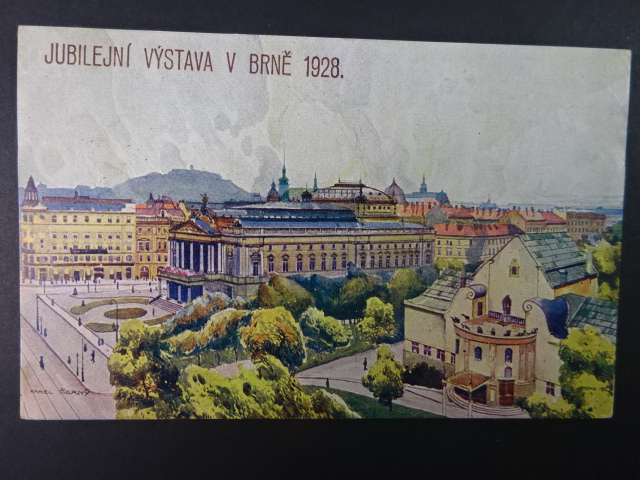 JUBILEJNÍ VÝSTAVA V BRNĚ 1928.
KAREL ČERNÝ